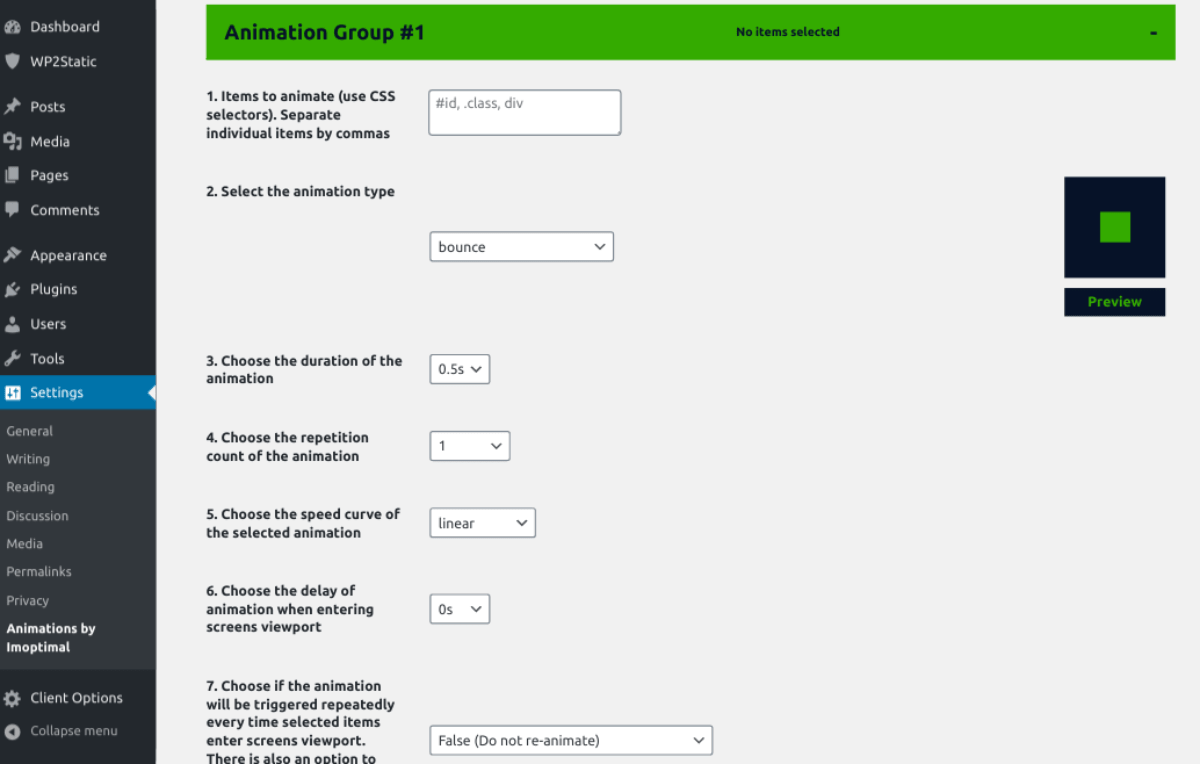 Dashboard
WP2Static
Posts
Media
Pages
Comments
Appearance
Plugins
Users
Tools
Settings
General
Writing
Reading
Discussion
Media
Permalinks
Privacy
Animations by
Imoptimal
Client Options
Collapse menu
Animation Group #1
No items selected
-
1. Items to animate (use CSS
selectors). Separate
individual items by commas
#id, .class, div
2. Select the animation type
bounce
Preview
3. Choose the duration of the
animation
0.5s
4. Choose the repetition
count of the animation
1
5. Choose the speed curve of
the selected animation
linear
6. Choose the delay of
animation when entering
screens viewport
0s
7. Choose if the animation
will be triggered repeatedly
every time selected items
enter screens viewport.
There is also an option to
False (Do not re-animate)